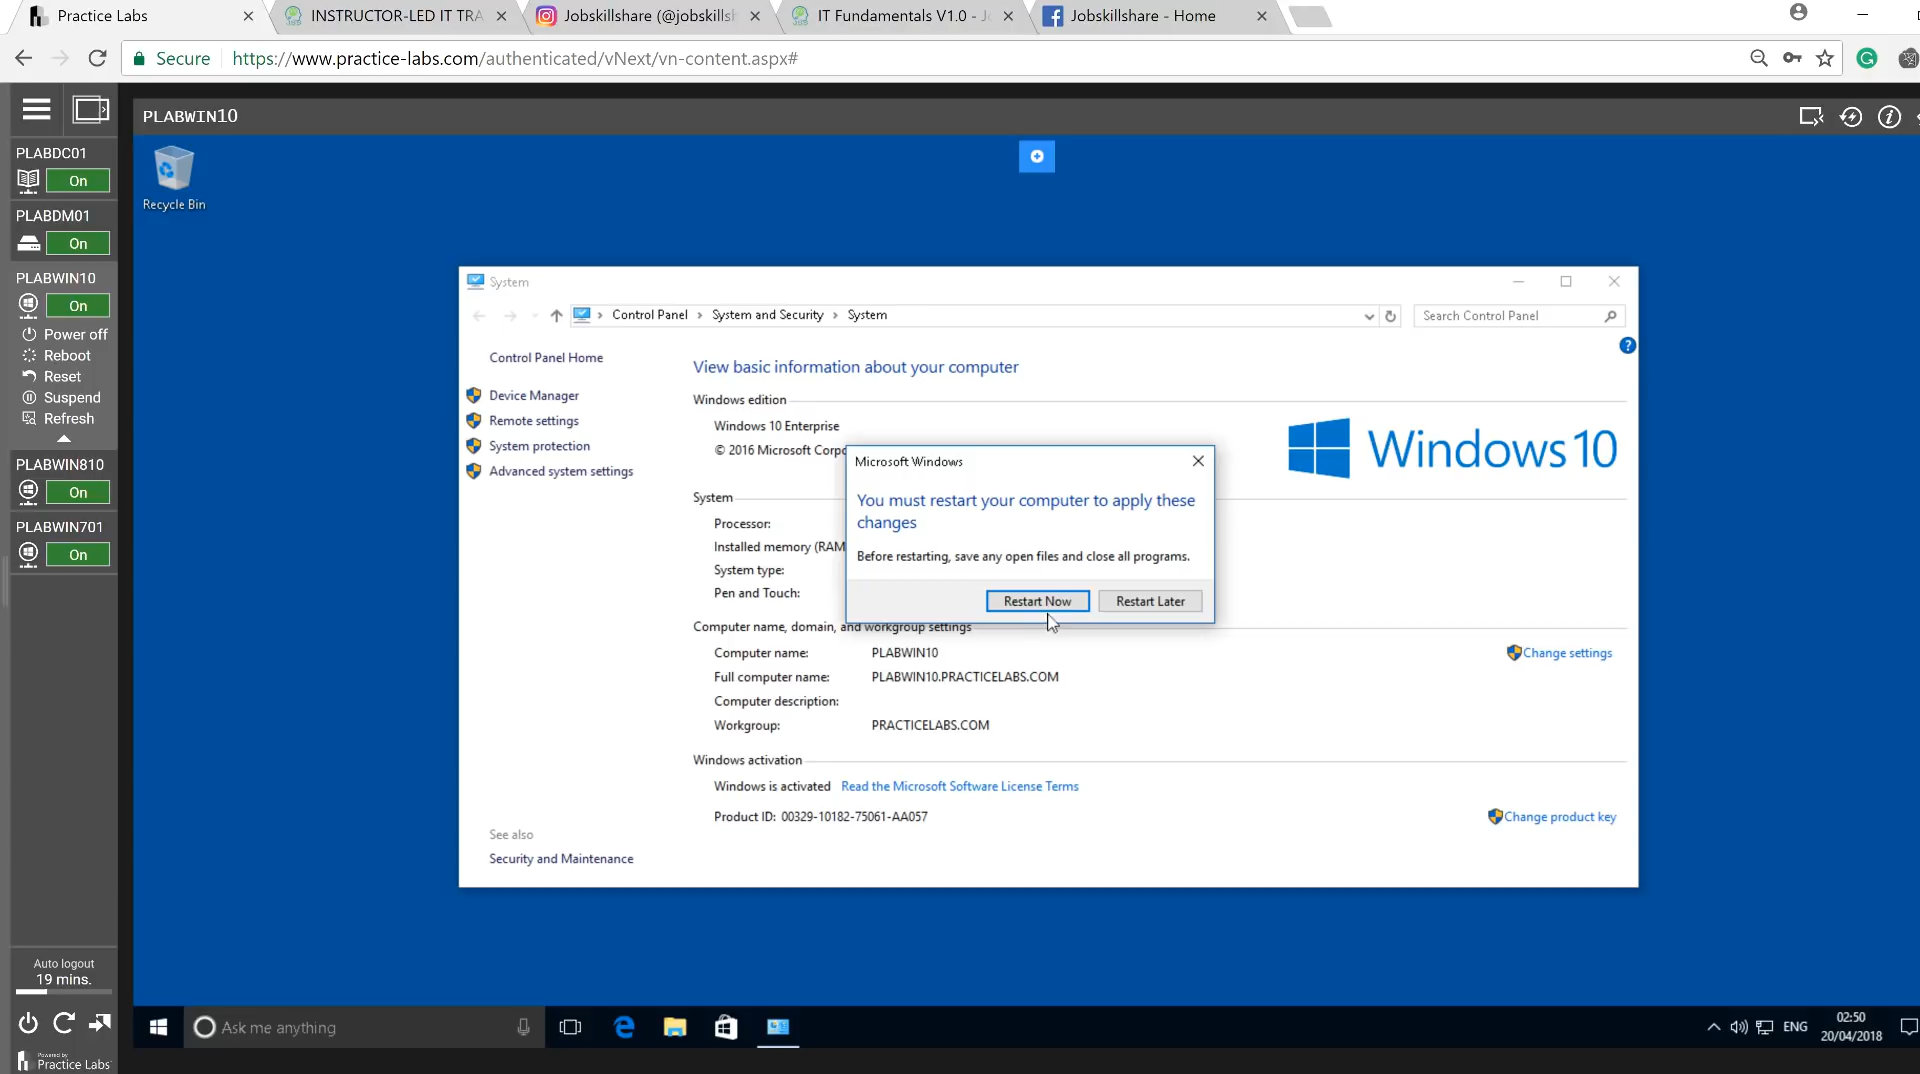 Practice Labs
INSTRUCTOR-LED IT TRA
Jobskillshare (@jobskillsh
IT Fundamentals V1.0 - J
Jobskillshare - Home
Secure
https://www.practice-labs.com/authenticated/vNext/vn-content.aspx#
PLABWIN10
PLABDC01
On
PLABDM01
On
PLABWIN10
On
Power off
Reboot
Reset
Suspend
Refresh
PLABWIN810
On
PLABWIN701
On
Auto logout
19 mins.
Powered by
Practice Labs
Recycle Bin
System
Control Panel
System and Security
System
Search Control Panel
Control Panel Home
Device Manager
Remote settings
System protection
Advanced system settings
See also
Security and Maintenance
View basic information about your computer
Windows edition
Windows 10 Enterprise
© 2016 Microsoft Corpo
Windows 10
System
Processor:
Installed memory (RAM
System type:
Pen and Touch:
Microsoft Windows
You must restart your computer to apply these
changes
Before restarting, save any open files and close all programs.
Restart Now
Restart Later
Computer name, domain, and workgroup settings
Computer name: PLABWIN10
Change settings
Full computer name: PLABWIN10.PRACTICELABS.COM
Computer description:
Workgroup: PRACTICELABS.COM
Windows activation
Windows is activated Read the Microsoft Software License Terms
Product ID: 00329-10182-75061-AA057
Change product key
Ask me anything
ENG
02:50
20/04/2018